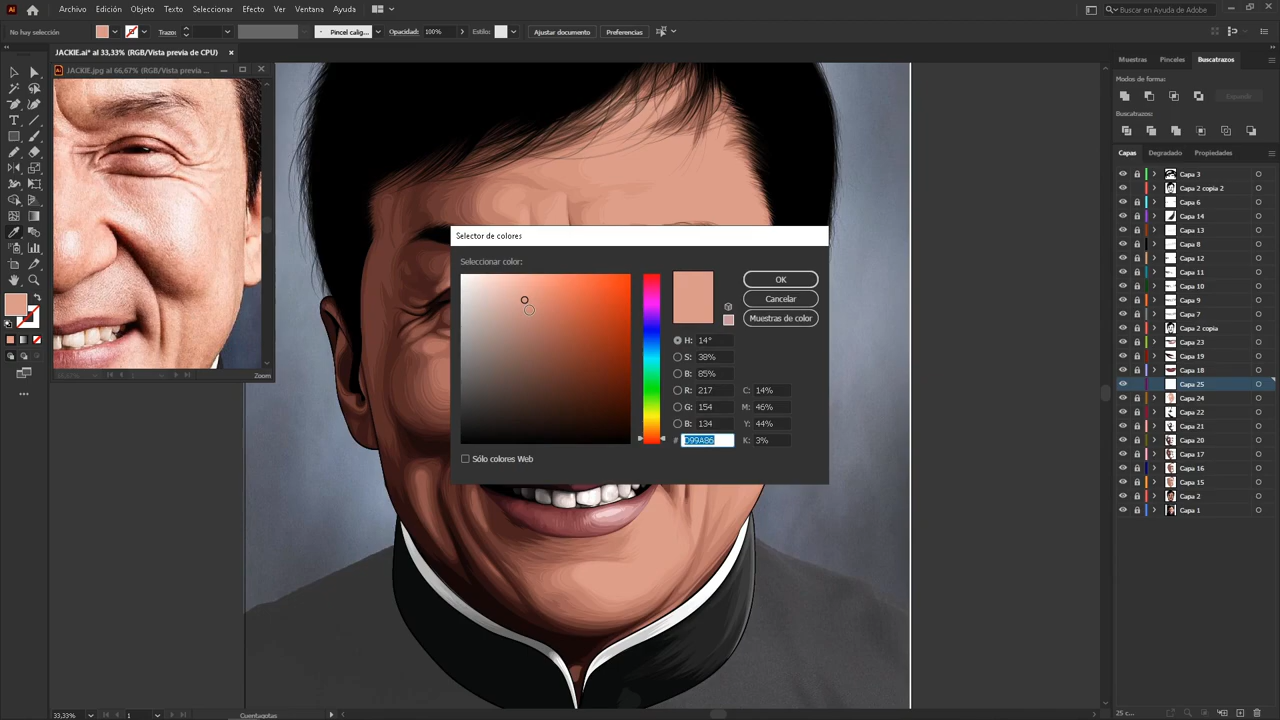 Archivo Edición Objeto Texto Seleccionar Efecto Ver Ventana Ayuda
Buscar en Ayuda de Adobe
No hay selección
Trazo:
Pincel calig...
Opacidad: 100%
Estilo:
Ajustar documento
Preferencias
JACKIE.ai* al 33,33% (RGB/Vista previa de CPU)
JACKIE.jpg al 66,67% (RGB/Vista previa ...
Muestras Pinceles Buscatrazos
Modos de forma:
Expandir
Buscatrazos:
Capas Degradado Propiedades
Capa 3
Capa 2 copia 2
Capa 6
Capa 14
Capa 13
Capa 8
Capa 12
Capa 11
Capa 10
Capa 9
Capa 7
Capa 2 copia
Capa 23
Capa 19
Capa 18
Capa 25
Capa 24
Capa 22
Capa 21
Capa 20
Capa 17
Capa 16
Capa 15
Capa 2
Capa 1
Selector de colores
Seleccionar color:
OK
Cancelar
Muestras de color
H: 14°
S: 38%
B: 85%
R: 217 C: 14%
G: 154 M: 46%
B: 134 Y: 44%
# D99A86 K: 3%
Sólo colores Web
66,67% 1 Zoom
33,33% 1 Cuentagotas
25 c...